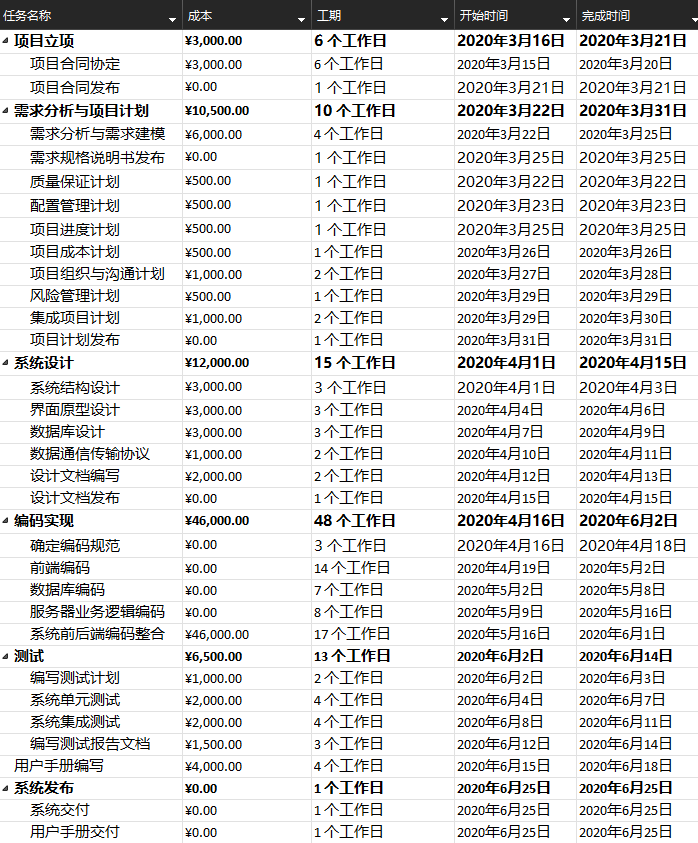 任务名称 成本 工期 开始时间 完成时间
项目立项 ¥3,000.00 6 个工作日 2020年3月16日 2020年3月21日
项目合同协定 ¥3,000.00 6 个工作日 2020年3月15日 2020年3月20日
项目合同发布 ¥0.00 1 个工作日 2020年3月21日 2020年3月21日
需求分析与项目计划 ¥10,500.00 10 个工作日 2020年3月22日 2020年3月31日
需求分析与需求建模 ¥6,000.00 4 个工作日 2020年3月22日 2020年3月25日
需求规格说明书发布 ¥0.00 1 个工作日 2020年3月25日 2020年3月25日
质量保证计划 ¥500.00 1 个工作日 2020年3月22日 2020年3月22日
配置管理计划 ¥500.00 1 个工作日 2020年3月23日 2020年3月23日
项目进度计划 ¥500.00 1 个工作日 2020年3月25日 2020年3月25日
项目成本计划 ¥500.00 1 个工作日 2020年3月26日 2020年3月26日
项目组织与沟通计划 ¥1,000.00 2 个工作日 2020年3月27日 2020年3月28日
风险管理计划 ¥500.00 1 个工作日 2020年3月29日 2020年3月29日
集成项目计划 ¥1,000.00 2 个工作日 2020年3月29日 2020年3月30日
项目计划发布 ¥0.00 1 个工作日 2020年3月31日 2020年3月31日
系统设计 ¥12,000.00 15 个工作日 2020年4月1日 2020年4月15日
系统结构设计 ¥3,000.00 3 个工作日 2020年4月1日 2020年4月3日
界面原型设计 ¥3,000.00 3 个工作日 2020年4月4日 2020年4月6日
数据库设计 ¥3,000.00 3 个工作日 2020年4月7日 2020年4月9日
数据通信传输协议 ¥1,000.00 2 个工作日 2020年4月10日 2020年4月11日
设计文档编写 ¥2,000.00 2 个工作日 2020年4月12日 2020年4月13日
设计文档发布 ¥0.00 1 个工作日 2020年4月15日 2020年4月15日
编码实现 ¥46,000.00 48 个工作日 2020年4月16日 2020年6月2日
确定编码规范 ¥0.00 3 个工作日 2020年4月16日 2020年4月18日
前端编码 ¥0.00 14 个工作日 2020年4月19日 2020年5月2日
数据库编码 ¥0.00 7 个工作日 2020年5月2日 2020年5月8日
服务器业务逻辑编码 ¥0.00 8 个工作日 2020年5月9日 2020年5月16日
系统前后端编码整合 ¥46,000.00 17 个工作日 2020年5月16日 2020年6月1日
测试 ¥6,500.00 13 个工作日 2020年6月2日 2020年6月14日
编写测试计划 ¥1,000.00 2 个工作日 2020年6月2日 2020年6月3日
系统单元测试 ¥2,000.00 4 个工作日 2020年6月4日 2020年6月7日
系统集成测试 ¥2,000.00 4 个工作日 2020年6月8日 2020年6月11日
编写测试报告文档 ¥1,500.00 3 个工作日 2020年6月12日 2020年6月14日
用户手册编写 ¥4,000.00 4 个工作日 2020年6月15日 2020年6月18日
系统发布 ¥0.00 1 个工作日 2020年6月25日 2020年6月25日
系统交付 ¥0.00 1 个工作日 2020年6月25日 2020年6月25日
用户手册交付 ¥0.00 1 个工作日 2020年6月25日 2020年6月25日